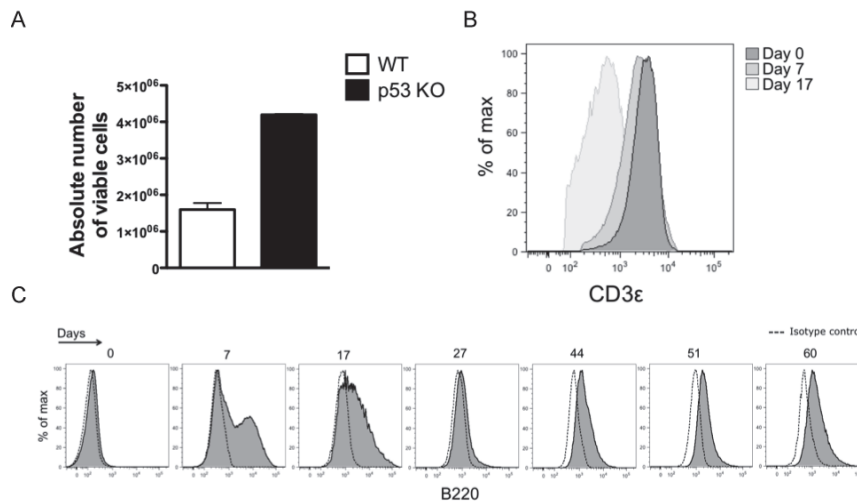 A
WT
p53 KO
5×10⁰⁶
4×10⁰⁶
3×10⁰⁶
2×10⁰⁶
1×10⁰⁶
0
Absolute number
of viable cells
B
Day 0
Day 7
Day 17
100
80
60
40
20
0
% of max
0 10² 10³ 10⁴ 10⁵
CD3ε
C
Days
Isotype contro
0 7 17 27 44 51 60
% of max
B220